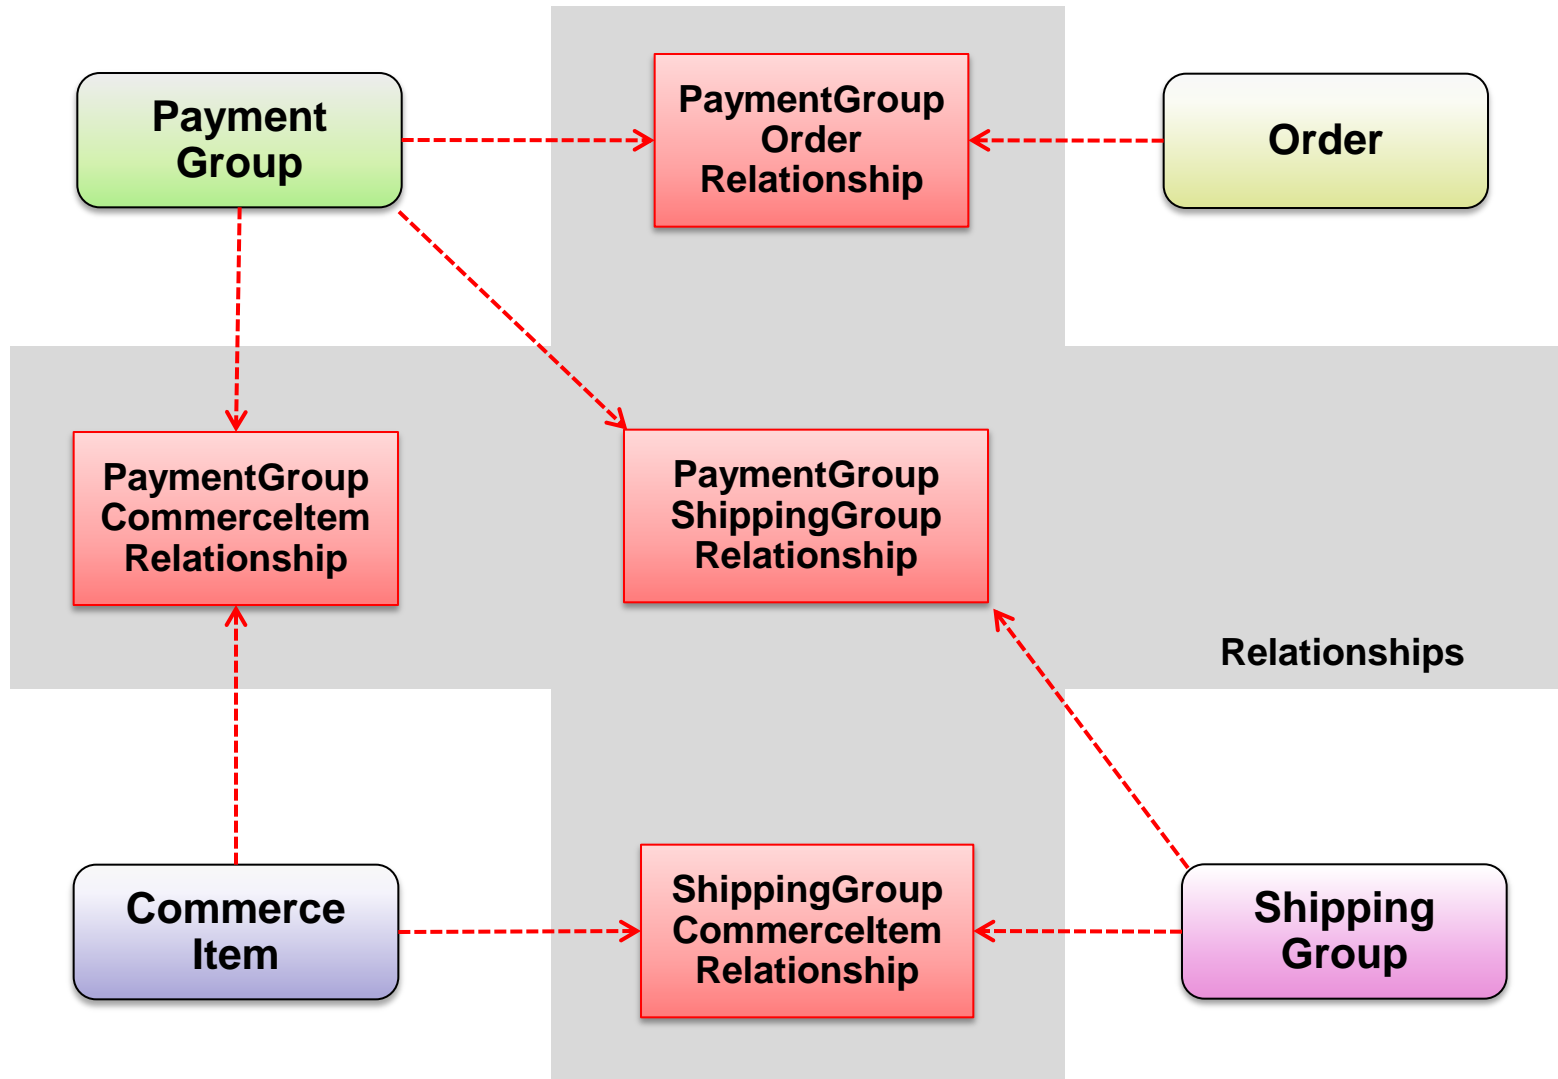 Payment
Group
PaymentGroup
Order
Relationship
Order
PaymentGroup
CommerceItem
Relationship
PaymentGroup
ShippingGroup
Relationship
Relationships
Commerce
Item
ShippingGroup
CommerceItem
Relationship
Shipping
Group